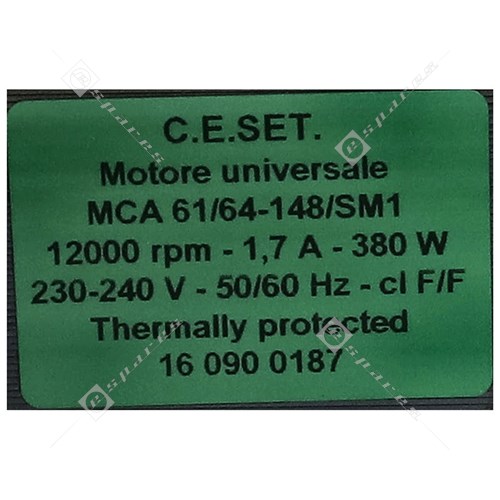 C.E.SET.
Motore universale
MCA 61/64-148/SM1
12000 rpm - 1,7 A - 380 W
230-240 V - 50/60 Hz - cl F/F
Thermally protected
16 090 0187